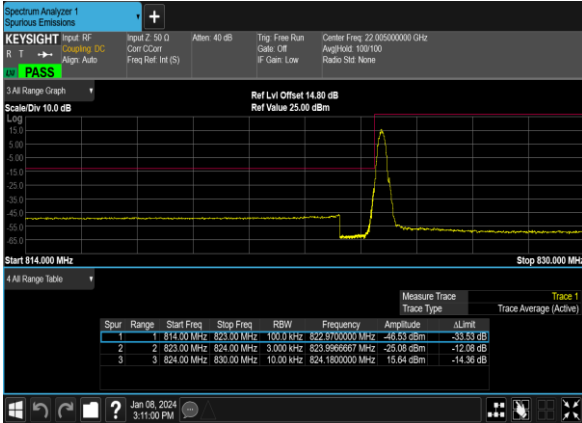 Spectrum Analyzer 1
Spurious Emissions
+
KEYSIGHT Input: RF Input Z: 50 Ω Atten: 40 dB Trig: Free Run Center Freq: 22.005000000 GHz
R T Coupling: DC Corr CCorr Gate: Off Avg|Hold: 100/100
Align: Auto Freq Ref: Int (S) IF Gain: Low Radio Std: None
PASS
3 All Range Graph
Ref Lvl Offset 14.80 dB
Scale/Div 10.0 dB Ref Value 25.00 dBm
Log
15.0
5.00
-5.00
-15.0
-25.0
-35.0
-45.0
-55.0
-65.0
Start 814.000 MHz Stop 830.000 MHz
4 All Range Table
Measure Trace Trace 1
Trace Type Trace Average (Active)
Spur Range Start Freq Stop Freq RBW Frequency Amplitude ΔLimit
1 1 814.00 MHz 823.00 MHz 100.0 kHz 822.9700000 MHz -46.53 dBm -33.53 dB
2 2 823.00 MHz 824.00 MHz 3.000 kHz 823.9966667 MHz -25.08 dBm -12.08 dB
3 3 824.00 MHz 830.00 MHz 10.00 kHz 824.1800000 MHz 15.64 dBm -14.36 dB
? Jan 08, 2024
3:11:00 PM